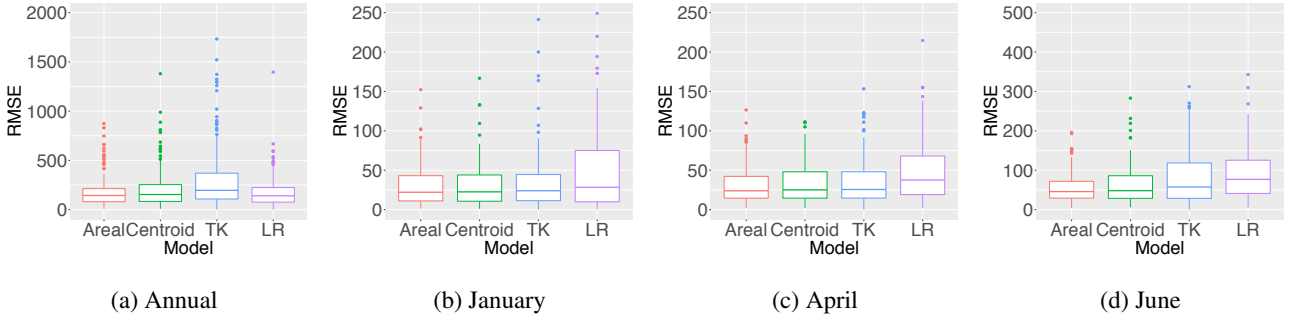 2000
1500
1000
500
0
RMSE
Areal Centroid TK LR
Model
(a) Annual
250
200
150
100
50
0
RMSE
Areal Centroid TK LR
Model
(b) January
250
200
150
100
50
0
RMSE
Areal Centroid TK LR
Model
(c) April
500
400
300
200
100
0
RMSE
Areal Centroid TK LR
Model
(d) June